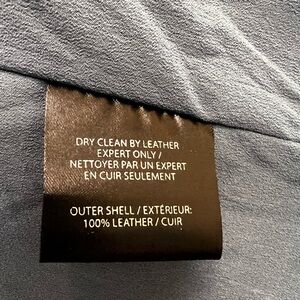 DRY CLEAN BY LEATHER
EXPERT ONLY /
NETTOYER PAR UN EXPERT
EN CUIR SEULEMENT
OUTER SHELL / EXTÉRIEUR:
100% LEATHER / CUIR